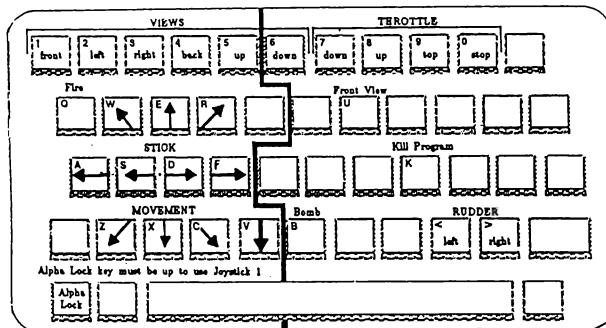 VIEWS THROTTLE
1 2 3 4 5 6 7 8 9 0
front left right back up down down up top stop
Fire Front View
Q W E R U
STICK Kill Program
A S D F K
MOVEMENT Bomb RUDDER
Z X C V B < >
left right
Alpha Lock key must be up to use Joystick 1
Alpha
Lock